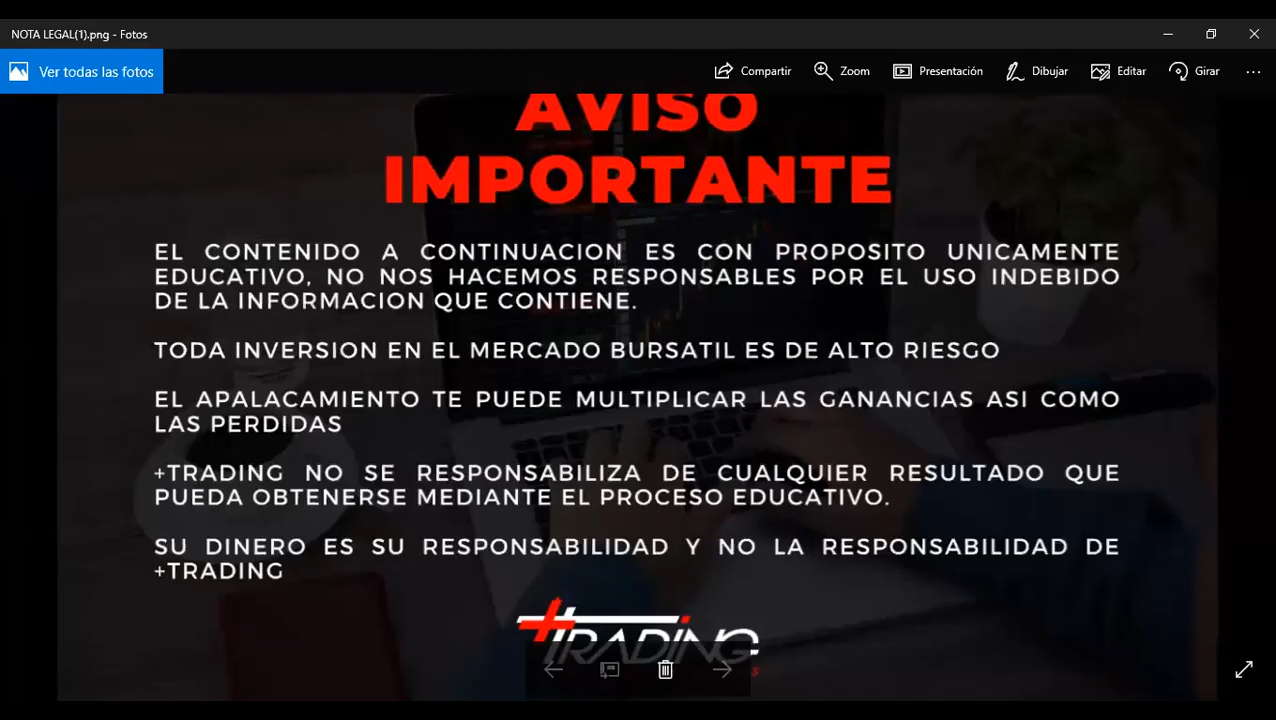 NOTA LEGAL(1).png - Fotos
Ver todas las fotos
Compartir
Zoom
Presentación
Dibujar
Editar
Girar
AVISO
IMPORTANTE
EL CONTENIDO A CONTINUACION ES CON PROPOSITO UNICAMENTE
EDUCATIVO, NO NOS HACEMOS RESPONSABLES POR EL USO INDEBIDO
DE LA INFORMACION QUE CONTIENE.
TODA INVERSION EN EL MERCADO BURSATIL ES DE ALTO RIESGO
EL APALACAMIENTO TE PUEDE MULTIPLICAR LAS GANANCIAS ASI COMO
LAS PERDIDAS
+TRADING NO SE RESPONSABILIZA DE CUALQUIER RESULTADO QUE
PUEDA OBTENERSE MEDIANTE EL PROCESO EDUCATIVO.
SU DINERO ES SU RESPONSABILIDAD Y NO LA RESPONSABILIDAD DE
+TRADING
+TRADING